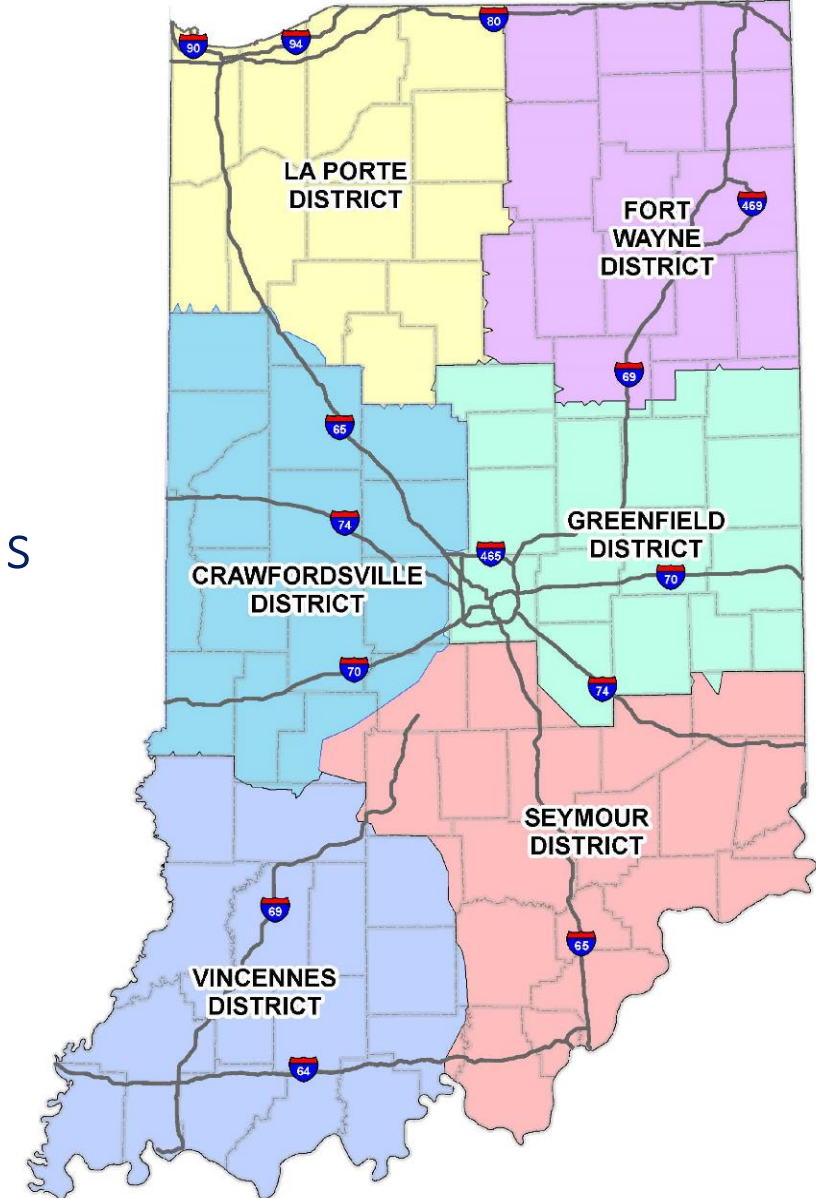 90
94
80
LA PORTE
DISTRICT
469
FORT
WAYNE
DISTRICT
69
65
74
465
GREENFIELD
DISTRICT
S
CRAWFORDSVILLE
DISTRICT
70
70
74
SEYMOUR
DISTRICT
69
65
VINCENNES
DISTRICT
64